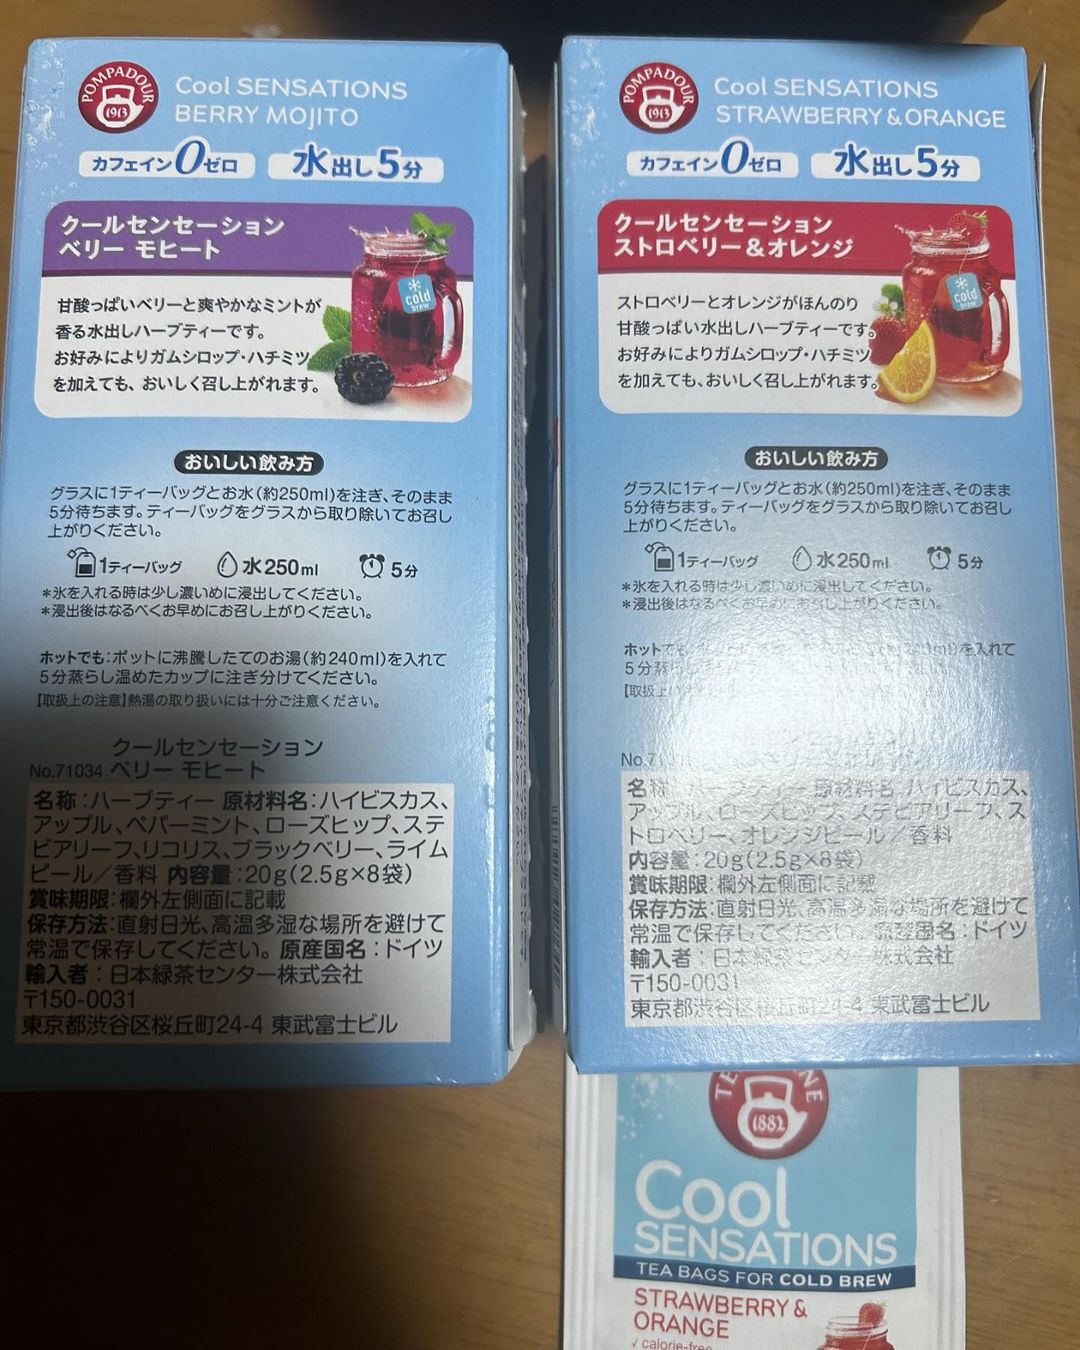 POMPADOUR
1913
Cool SENSATIONS
BERRY MOJITO
カフェイン0ゼロ
水出し5分
クールセンセーション
ベリー モヒート
cold
brew
甘酸っぱいベリーと爽やかなミントが
香る水出しハーブティーです。
お好みによりガムシロップ・ハチミツ
を加えても、おいしく召し上がれます。
おいしい飲み方
グラスに1ティーバッグとお水(約250ml)を注ぎ、そのまま
5分待ちます。ティーバッグをグラスから取り除いてお召し
上がりください。
1ティーバッグ 水250ml 5分
*氷を入れる時は少し濃いめに浸出してください。
*浸出後はなるべくお早めにお召し上がりください。
ホットでも:ポットに沸騰したてのお湯(約240ml)を入れて
5分蒸らし温めたカップに注ぎ分けてください。
【取扱上の注意】熱湯の取り扱いには十分ご注意ください。
クールセンセーション
No.71034 ベリー モヒート
名称:ハーブティー 原材料名:ハイビスカス、
アップル、ペパーミント、ローズヒップ、ステ
ビアリーフ、リコリス、ブラックベリー、ライム
ピール/香料 内容量:20g(2.5g×8袋)
賞味期限:欄外左側面に記載
保存方法:直射日光、高温多湿な場所を避けて
常温で保存してください。原産国名:ドイツ
輸入者:日本緑茶センター株式会社
〒150-0031
東京都渋谷区桜丘町24-4 東武富士ビル
POMPADOUR
1913
Cool SENSATIONS
STRAWBERRY & ORANGE
カフェイン0ゼロ
水出し5分
クールセンセーション
ストロベリー&オレンジ
cold
brew
ストロベリーとオレンジがほんのり
甘酸っぱい水出しハーブティーです。
お好みによりガムシロップ・ハチミツ
を加えても、おいしく召し上がれます。
おいしい飲み方
グラスに1ティーバッグとお水(約250ml)を注ぎ、そのまま
5分待ちます。ティーバッグをグラスから取り除いてお召し
上がりください。
1ティーバッグ 水250ml 5分
*氷を入れる時は少し濃いめに浸出してください。
*浸出後はなるべくお早めにお召し上がりください。
ホットでも を入れて
5分蒸ら
【取扱上の
No.71
名称:ハーブティー 原材料名:ハイビスカス、
アップル、ローズヒップ、ステビアリーフ、ス
トロベリー、オレンジピール/香料
内容量:20g(2.5g×8袋)
賞味期限:欄外左側面に記載
保存方法:直射日光、高温多湿な場所を避けて
常温で保存してください。原産国名:ドイツ
輸入者:日本緑茶センター株式会社
〒150-0031
東京都渋谷区桜丘町24-4 東武富士ビル
1882
Cool
SENSATIONS
TEA BAGS FOR COLD BREW
STRAWBERRY &
ORANGE
✓ calorie-free